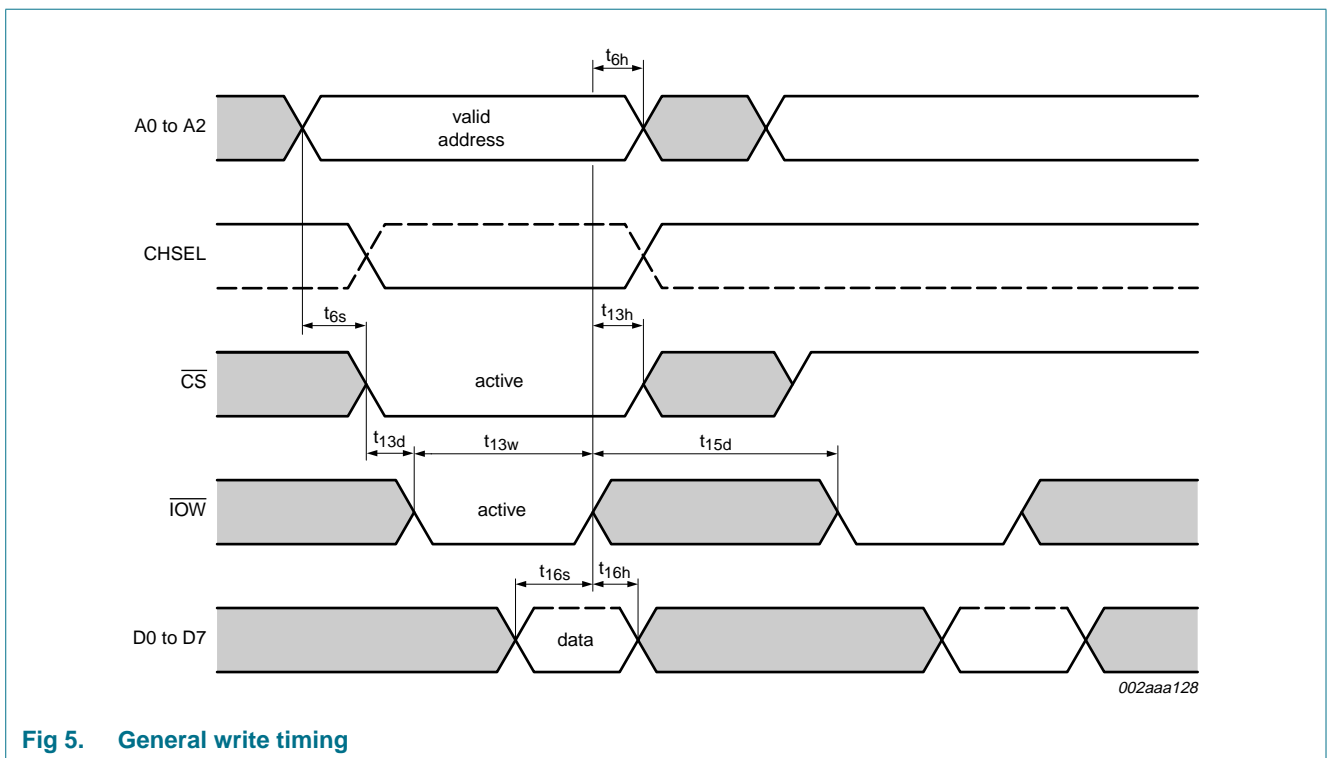 t6h
A0 to A2
valid
address
CHSEL
t6s
t13h
CS
active
t13d
t13w
t15d
IOW
active
t16s
t16h
D0 to D7
data
002aaa128
Fig 5. General write timing